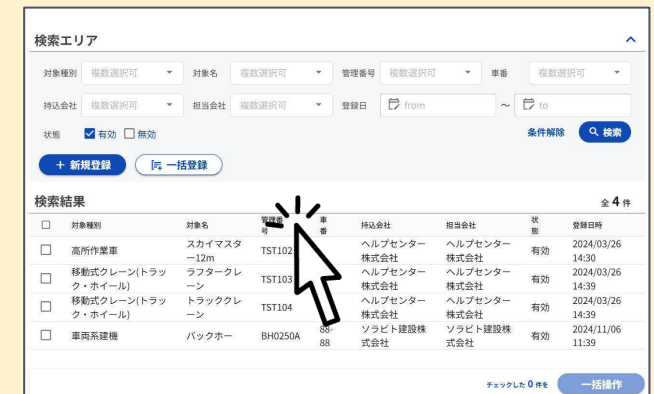 検索エリア
対象種別 複数選択可 対象名 複数選択可 管理番号 複数選択可 車番 複数選択可
持込会社 複数選択可 担当会社 複数選択可 登録日 from ～ to
状態 有効 無効 条件解除 検索
+ 新規登録 一括登録
検索結果 全 4 件
対象種別 対象名 管理番号 車番 持込会社 担当会社 状態 登録日時
高所作業車 スカイマスター12m TST102 ヘルプセンター株式会社 ヘルプセンター株式会社 有効 2024/03/26 14:30
移動式クレーン(トラック・ホイール) ラフタークレーン TST103 ヘルプセンター株式会社 ヘルプセンター株式会社 有効 2024/03/26 14:39
移動式クレーン(トラック・ホイール) トラッククレーン TST104 ヘルプセンター株式会社 ヘルプセンター株式会社 有効 2024/03/26 14:39
車両系建機 バックホー BH0250A 88-88 ソラビト建設株式会社 ソラビト建設株式会社 有効 2024/11/06 11:39
チェックした 0 件を 一括操作